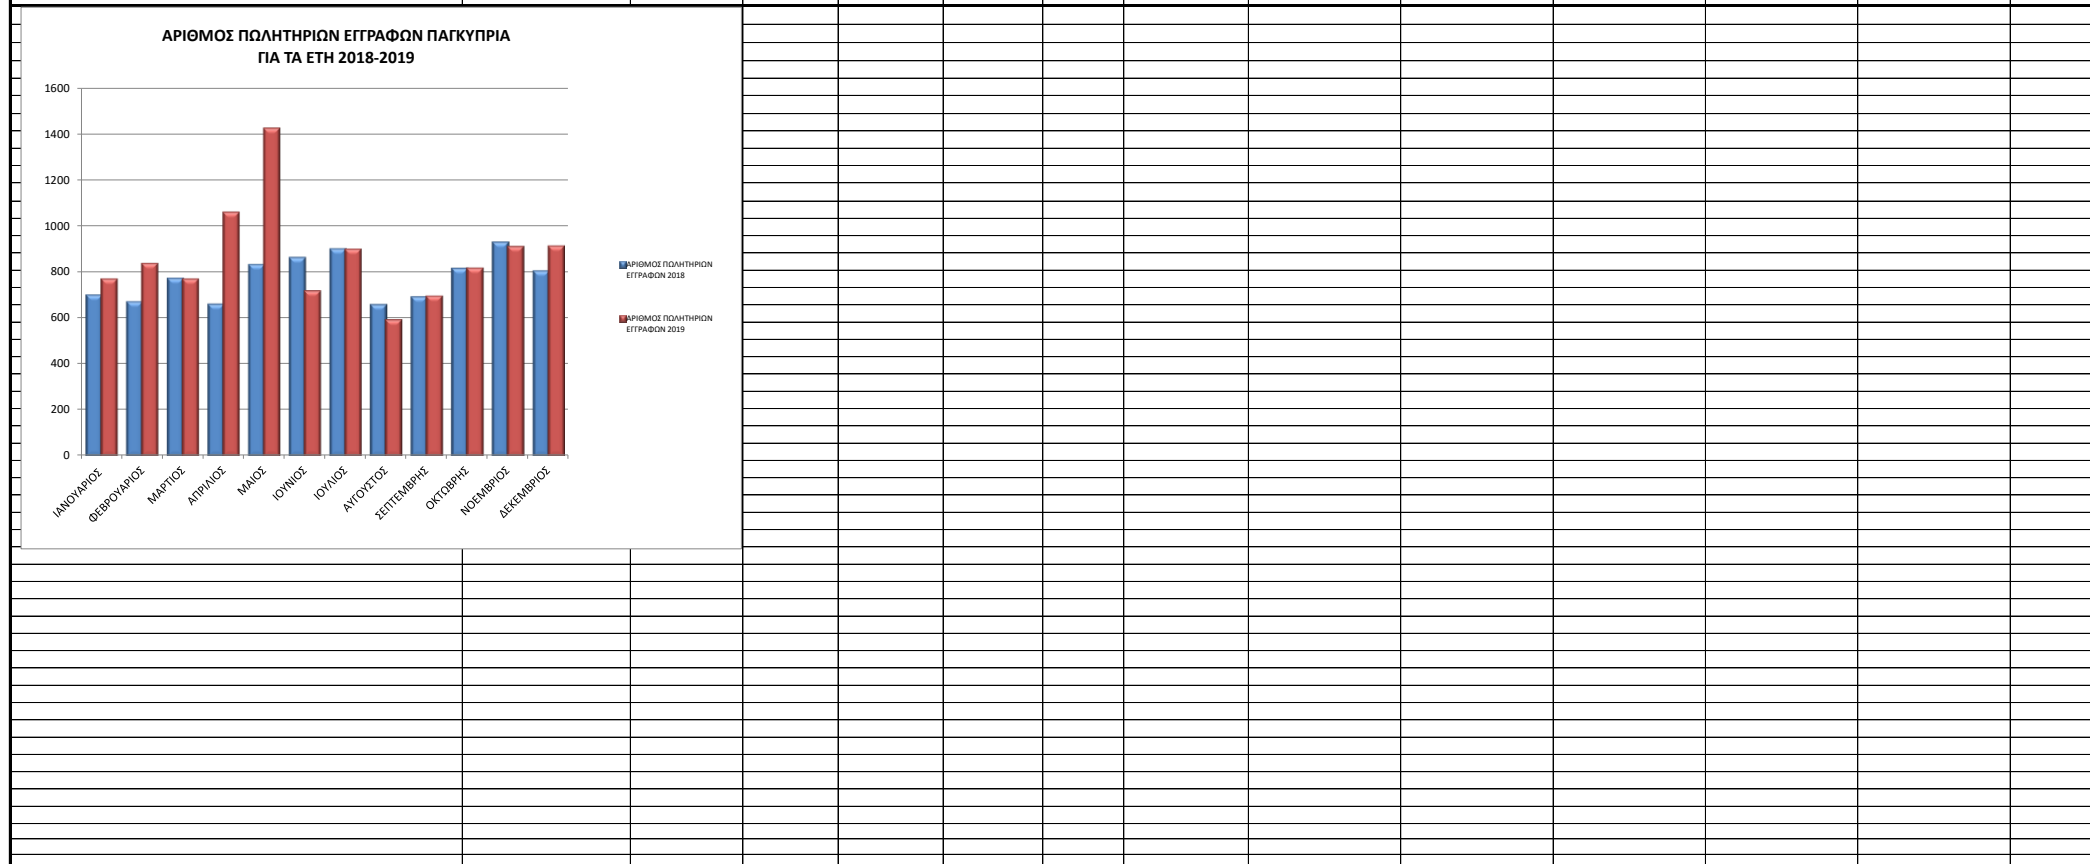 ΑΡΙΘΜΟΣ ΠΩΛΗΤΗΡΙΩΝ ΕΓΓΡΑΦΩΝ ΠΑΓΚΥΠΡΙΑ
ΓΙΑ ΤΑ ΕΤΗ 2018-2019
1600
1400
1200
1000
800
600
400
200
0
ΙΑΝΟΥΑΡΙΟΣ
ΦΕΒΡΟΥΑΡΙΟΣ
ΜΑΡΤΙΟΣ
ΑΠΡΙΛΙΟΣ
ΜΑΙΟΣ
ΙΟΥΝΙΟΣ
ΙΟΥΛΙΟΣ
ΑΥΓΟΥΣΤΟΣ
ΣΕΠΤΕΜΒΡΗΣ
ΟΚΤΩΒΡΗΣ
ΝΟΕΜΒΡΙΟΣ
ΔΕΚΕΜΒΡΙΟΣ
ΑΡΙΘΜΟΣ ΠΩΛΗΤΗΡΙΩΝ
ΕΓΓΡΑΦΩΝ 2018
ΑΡΙΘΜΟΣ ΠΩΛΗΤΗΡΙΩΝ
ΕΓΓΡΑΦΩΝ 2019